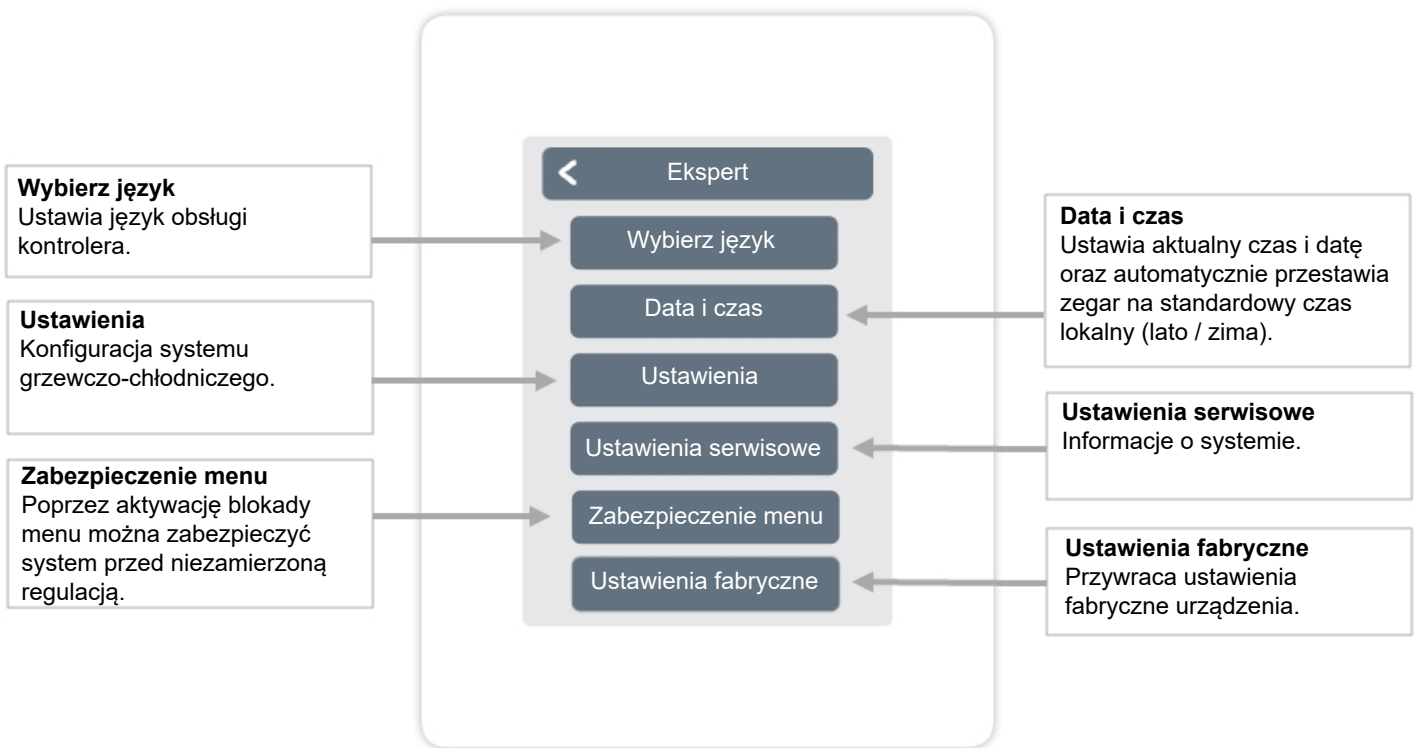 Wybierz język
Ustawia język obsługi
kontrolera.
Ustawienia
Konfiguracja systemu
grzewczo-chłodniczego.
Zabezpieczenie menu
Poprzez aktywację blokady
menu można zabezpieczyć
system przed niezamierzoną
regulacją.
Ekspert
Wybierz język
Data i czas
Ustawienia
Ustawienia serwisowe
Zabezpieczenie menu
Ustawienia fabryczne
Data i czas
Ustawia aktualny czas i datę
oraz automatycznie przestawia
zegar na standardowy czas
lokalny (lato / zima).
Ustawienia serwisowe
Informacje o systemie.
Ustawienia fabryczne
Przywraca ustawienia
fabryczne urządzenia.